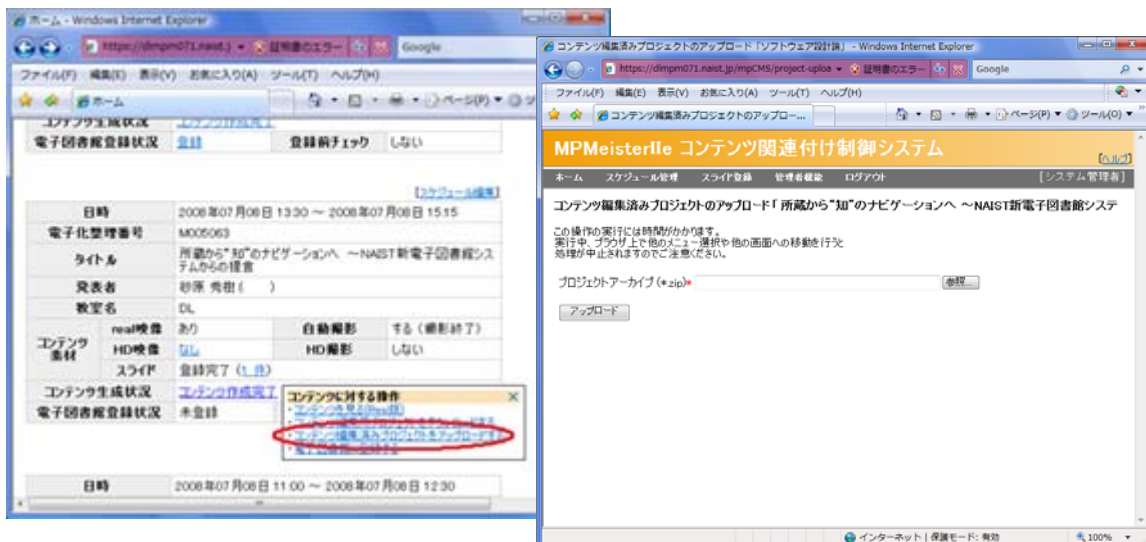 ホーム - Windows Internet Explorer
証明書のエラー
Google
ファイル(F) 編集(E) 表示(V) お気に入り(A) ツール(T) ヘルプ(H)
ホーム
ページ(P)
電子図書館登録状況 登録 登録前チェック しない
[スケジュール編集]
日時 2008年07月08日 13:30 ～ 2008年07月08日 15:15
電子化整理番号 M005063
タイトル 所蔵から"知"のナビゲーションへ ～NAIST新電子図書館システムからの提言
発表者 砂原 秀樹 ( )
教室名 DL
コンテンツ素材
real映像 あり 自動撮影 する (撮影終了)
HD映像 なし HD撮影 しない
スライド 登録完了 (1 件)
コンテンツ生成状況 コンテンツ作成完了
電子図書館登録状況 未登録
コンテンツに対する操作
・コンテンツ編集済みプロジェクトをアップロードする
日時 2008年07月08日 11:00 ～ 2008年07月08日 12:30
コンテンツ編集済みプロジェクトのアップロード「ソフトウェア設計論」 - Windows Internet Explorer
https://dimpm071.naist.jp/mpCMS/project-uploa 証明書のエラー Google
ファイル(F) 編集(E) 表示(V) お気に入り(A) ツール(T) ヘルプ(H)
コンテンツ編集済みプロジェクトのアップロー... ページ(P) ツール(O)
MPMeisterIIe コンテンツ関連付け制御システム
[ヘルプ]
ホーム スケジュール管理 スライド登録 管理者機能 ログアウト [システム管理者]
コンテンツ編集済みプロジェクトのアップロード「 所蔵から"知"のナビゲーションへ ～NAIST新電子図書館システ
この操作の実行には時間がかかります。
実行中、ブラウザ上で他のメニュー選択や他の画面への移動を行うと
処理が中止されますのでご注意ください。
プロジェクトアーカイブ (*.zip)* 参照...
アップロード
インターネット | 保護モード: 有効 100%